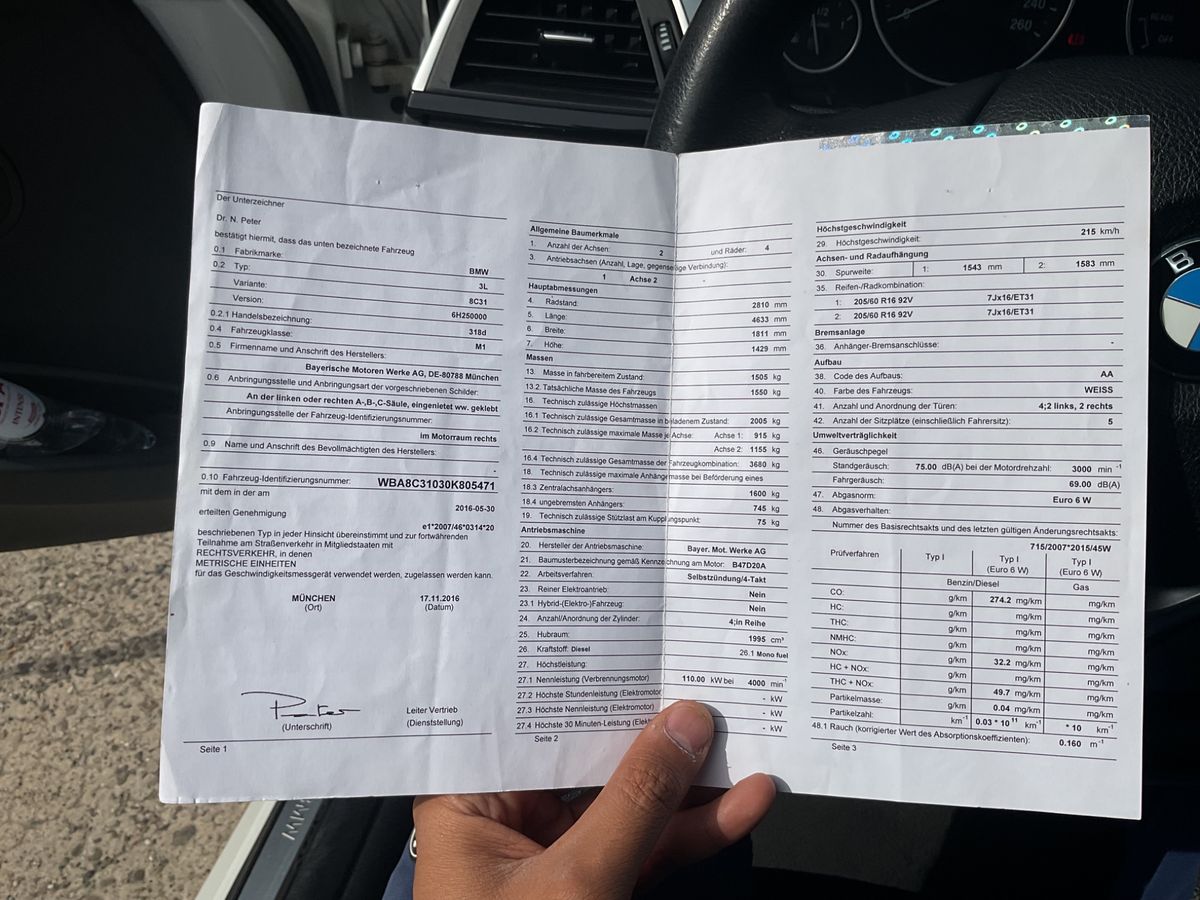 Der Unterzeichner
Dr. N. Peter
bestätigt hiermit, dass das unten bezeichnete Fahrzeug
0.1 Fabrikmarke: BMW
0.2 Typ: 3L
Variante: 8C31
Version: 6H250000
0.2.1 Handelsbezeichnung: 318d
0.4 Fahrzeugklasse: M1
0.5 Firmenname und Anschrift des Herstellers:
Bayerische Motoren Werke AG, DE-80788 München
0.6 Anbringungsstelle und Anbringungsart der vorgeschriebenen Schilder:
An der linken oder rechten A-,B-,C-Säule, eingenietet ww. geklebt
Anbringungsstelle der Fahrzeug-Identifizierungsnummer:
im Motorraum rechts
0.9 Name und Anschrift des Bevollmächtigten des Herstellers:
-
0.10 Fahrzeug-Identifizierungsnummer: WBA8C31030K805471
mit dem in der am 2016-05-30
erteilten Genehmigung
e1*2007/46*0314*20
beschriebenen Typ in jeder Hinsicht übereinstimmt und zur fortwährenden
Teilnahme am Straßenverkehr in Mitgliedstaaten mit
RECHTSVERKEHR, in denen
METRISCHE EINHEITEN
für das Geschwindigkeitsmessgerät verwendet werden, zugelassen werden kann.
MÜNCHEN 17.11.2016
(Ort) (Datum)
Leiter Vertrieb
(Unterschrift) (Dienststellung)
Seite 1
Allgemeine Baumerkmale
1. Anzahl der Achsen: 2 und Räder: 4
3. Antriebsachsen (Anzahl, Lage, gegenseitige Verbindung):
1 Achse 2 -
Hauptabmessungen
4. Radstand: 2810 mm
5. Länge: 4633 mm
6. Breite: 1811 mm
7. Höhe: 1429 mm
Massen
13. Masse in fahrbereitem Zustand: 1505 kg
13.2. Tatsächliche Masse des Fahrzeugs 1550 kg
16. Technisch zulässige Höchstmassen
16.1 Technisch zulässige Gesamtmasse in beladenem Zustand: 2005 kg
16.2 Technisch zulässige maximale Masse je Achse: Achse 1: 915 kg
Achse 2: 1155 kg
16.4 Technisch zulässige Gesamtmasse der Fahrzeugkombination: 3680 kg
18 Technisch zulässige maximale Anhängemasse bei Beförderung eines
18.3 Zentralachsanhängers: 1600 kg
18.4 ungebremsten Anhängers: 745 kg
19. Technisch zulässige Stützlast am Kupplungspunkt: 75 kg
Antriebsmaschine
20. Hersteller der Antriebsmaschine: Bayer. Mot. Werke AG
21. Baumusterbezeichnung gemäß Kennzeichnung am Motor: B47D20A
22. Arbeitsverfahren: Selbstzündung/4-Takt
23. Reiner Elektroantrieb: Nein
23.1 Hybrid-(Elektro-)Fahrzeug: Nein
24. Anzahl/Anordnung der Zylinder: 4;in Reihe
25. Hubraum: 1995 cm³
26. Kraftstoff: Diesel 26.1 Mono fuel
27. Höchstleistung:
27.1 Nennleistung (Verbrennungsmotor) 110.00 kW bei 4000 min⁻¹
27.2 Höchste Stundenleistung (Elektromotor) - kW
27.3 Höchste Nennleistung (Elektromotor) - kW
27.4 Höchste 30 Minuten-Leistung - kW
Seite 2
Höchstgeschwindigkeit
29. Höchstgeschwindigkeit: 215 km/h
Achsen- und Radaufhängung
30. Spurweite: 1: 1543 mm 2: 1583 mm
35. Reifen-/Radkombination:
1: 205/60 R16 92V 7Jx16/ET31
2: 205/60 R16 92V 7Jx16/ET31
Bremsanlage
36. Anhänger-Bremsanschlüsse: -
Aufbau
38. Code des Aufbaus: AA
40. Farbe des Fahrzeugs: WEISS
41. Anzahl und Anordnung der Türen: 4;2 links, 2 rechts
42. Anzahl der Sitzplätze (einschließlich Fahrersitz): 5
Umweltverträglichkeit
46. Geräuschpegel
Standgeräusch: 75.00 dB(A) bei der Motordrehzahl: 3000 min ⁻¹
Fahrgeräusch: 69.00 dB(A)
47. Abgasnorm: Euro 6 W
48. Abgasverhalten:
Nummer des Basisrechtsakts und des letzten gültigen Änderungsrechtsakts:
715/2007*2015/45W
Prüfverfahren Typ I Typ I (Euro 6 W) Typ I (Euro 6 W)
Benzin/Diesel Gas
CO: g/km 274.2 mg/km mg/km
HC: g/km mg/km mg/km
THC: g/km mg/km mg/km
NMHC: g/km mg/km mg/km
NOx: g/km 32.2 mg/km mg/km
HC + NOx: g/km mg/km mg/km
THC + NOx: g/km 49.7 mg/km mg/km
Partikelmasse: g/km 0.04 mg/km mg/km
Partikelzahl: km⁻¹ 0.03 * 10 ¹¹ km⁻¹ * 10 km⁻¹
48.1 Rauch (korrigierter Wert des Absorptionskoeffizienten): 0.160 m⁻¹
Seite 3
240
260
1/2
READY
B
INTENSE